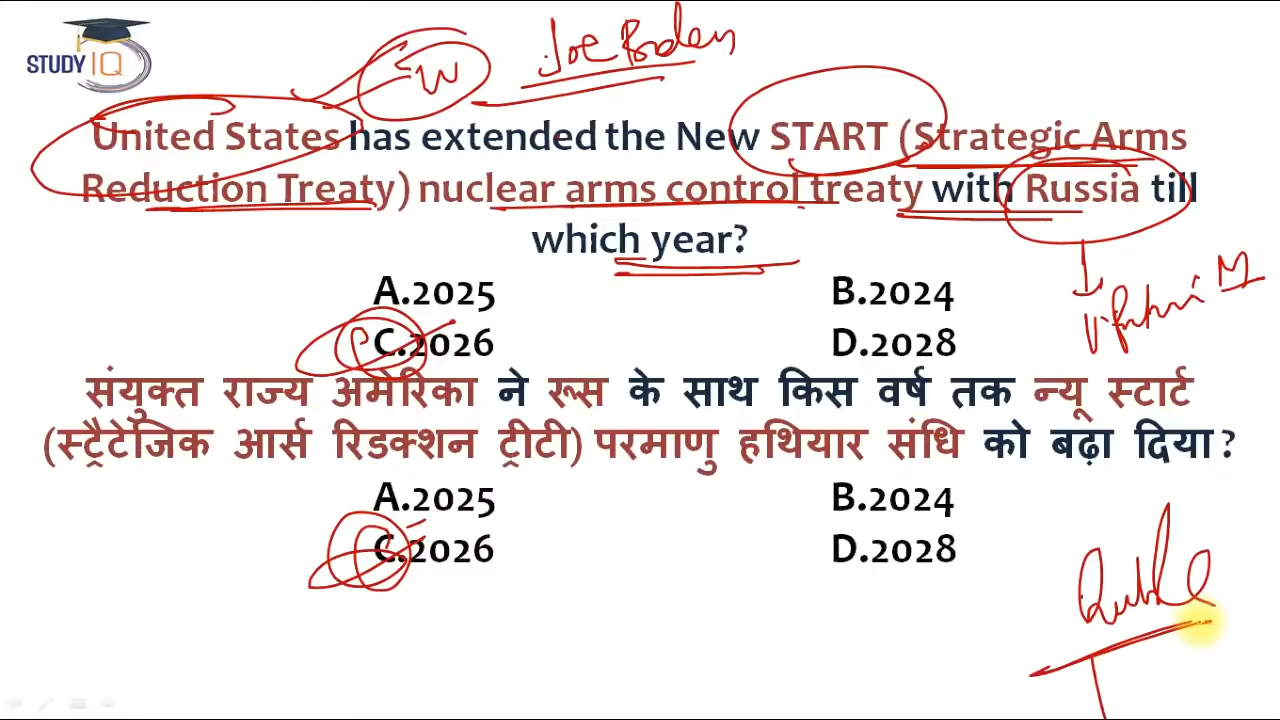 STUDY IQ
Joe Biden
United States has extended the New START (Strategic Arms
Reduction Treaty) nuclear arms control treaty with Russia till
which year?
A.2025 B.2024
C.2026 D.2028
संयुक्त राज्य अमेरिका ने रूस के साथ किस वर्ष तक न्यू स्टार्ट
(स्ट्रैटेजिक आर्स रिडक्शन ट्रीटी) परमाणु हथियार संधि को बढ़ा दिया?
A.2025 B.2024
C.2026 D.2028